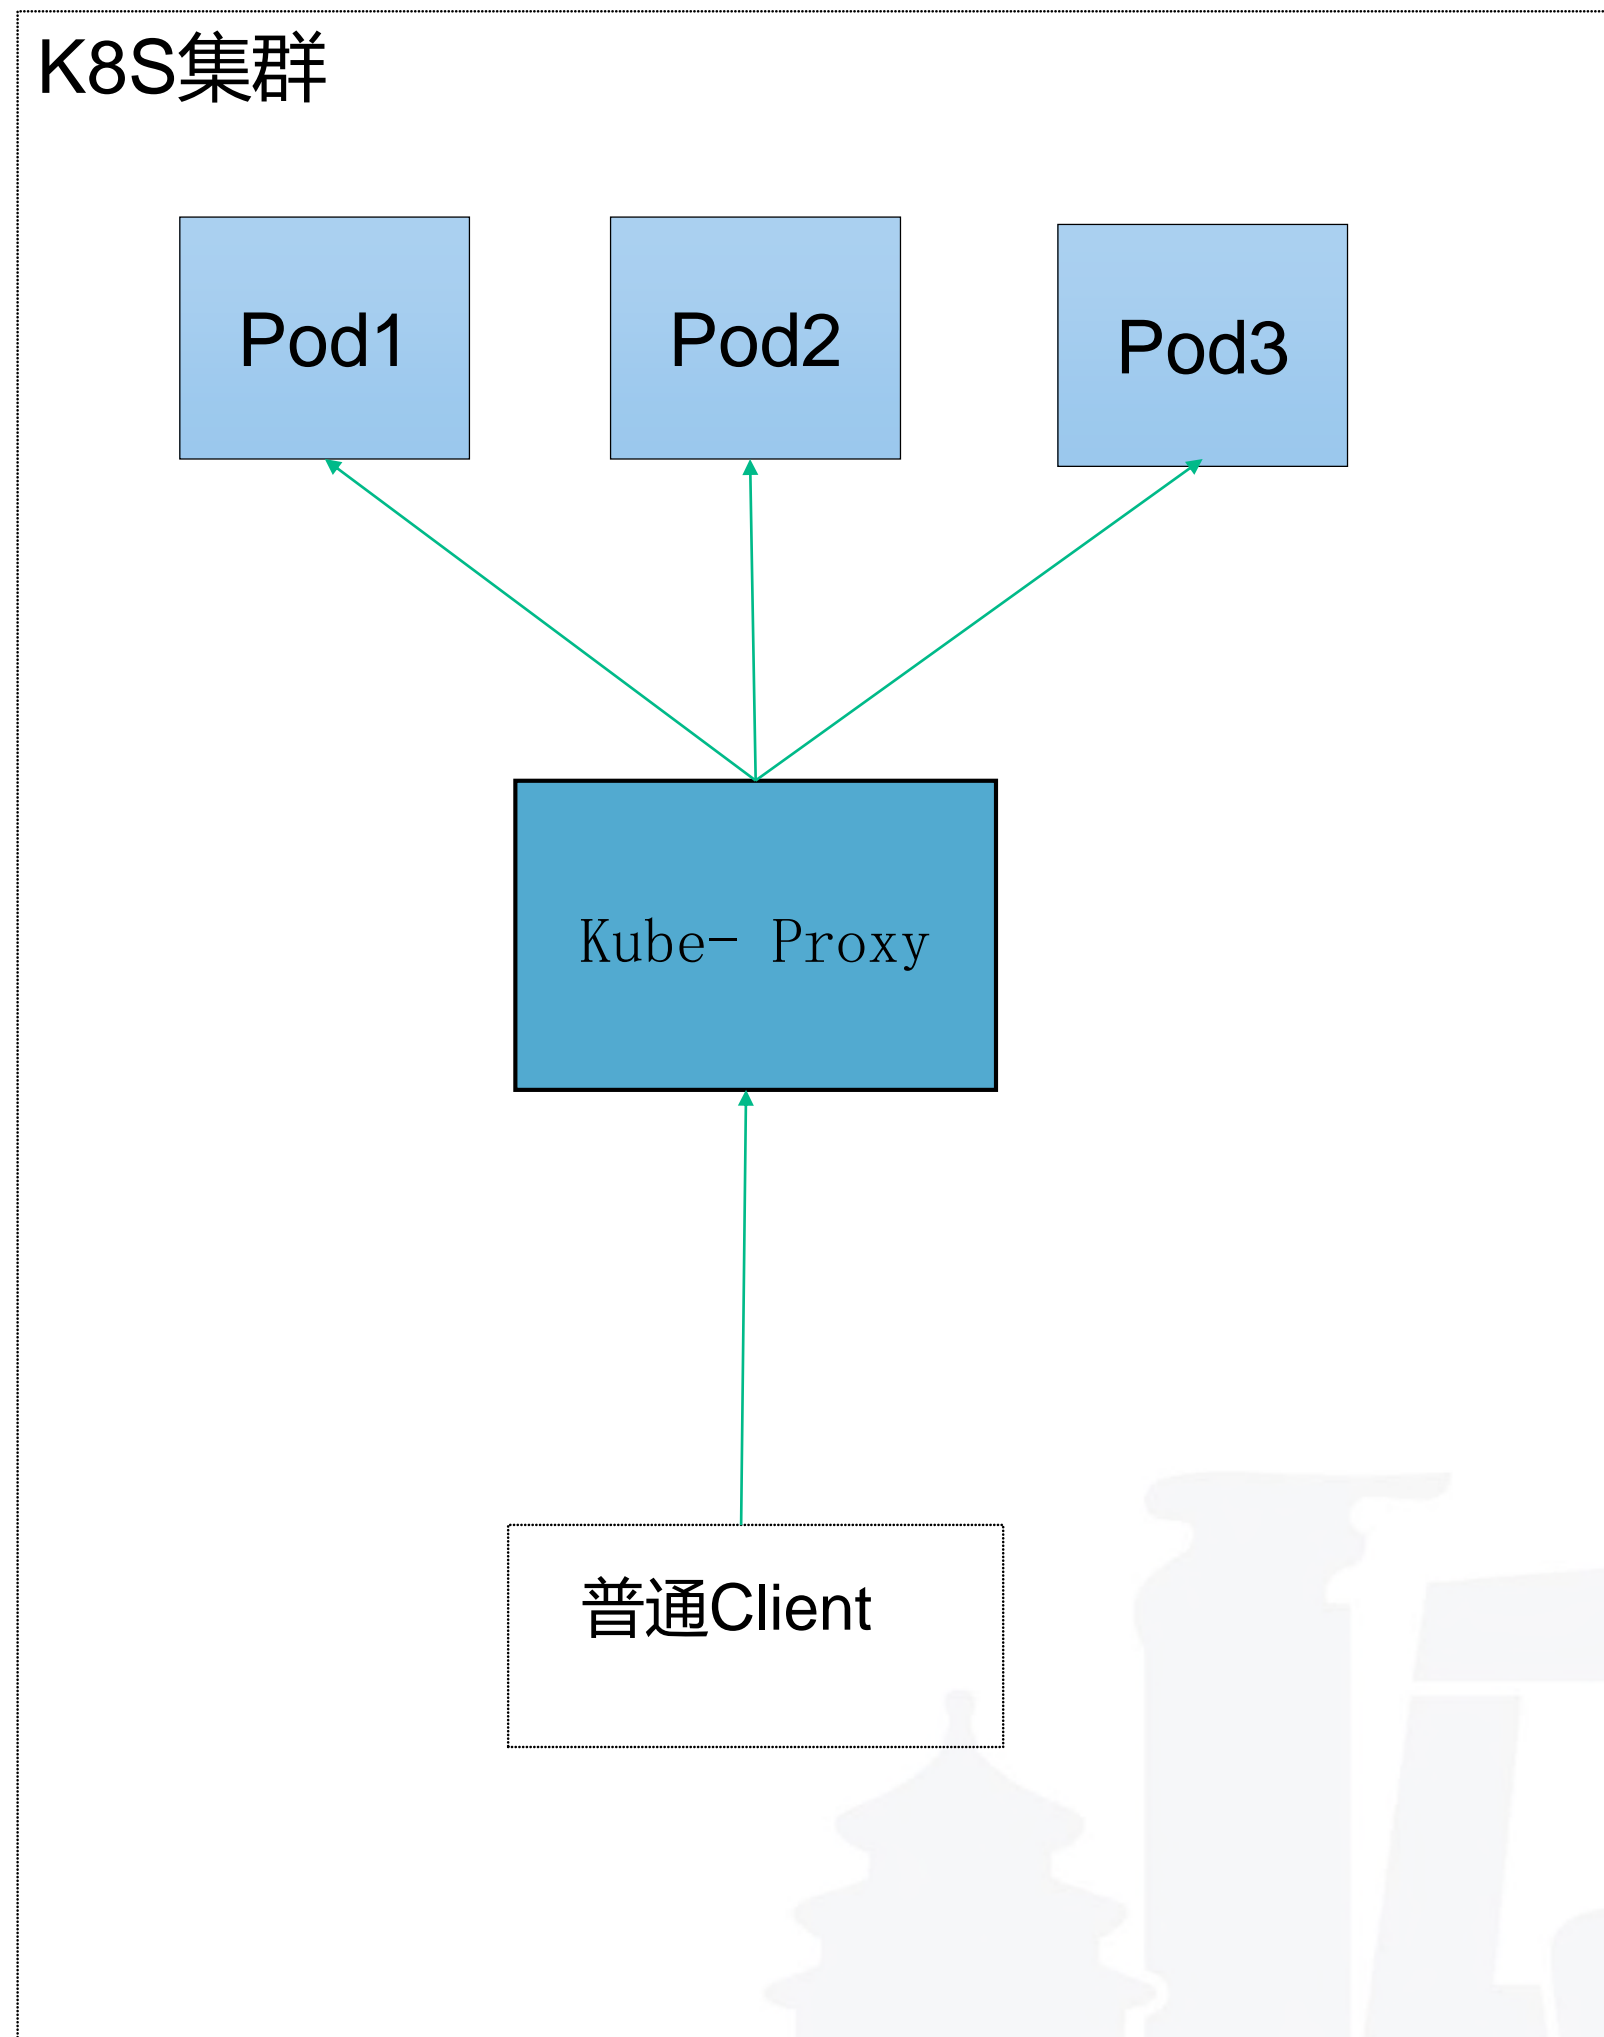 K8S集群
Pod1
Pod2
Pod3
Kube- Proxy
普通Client